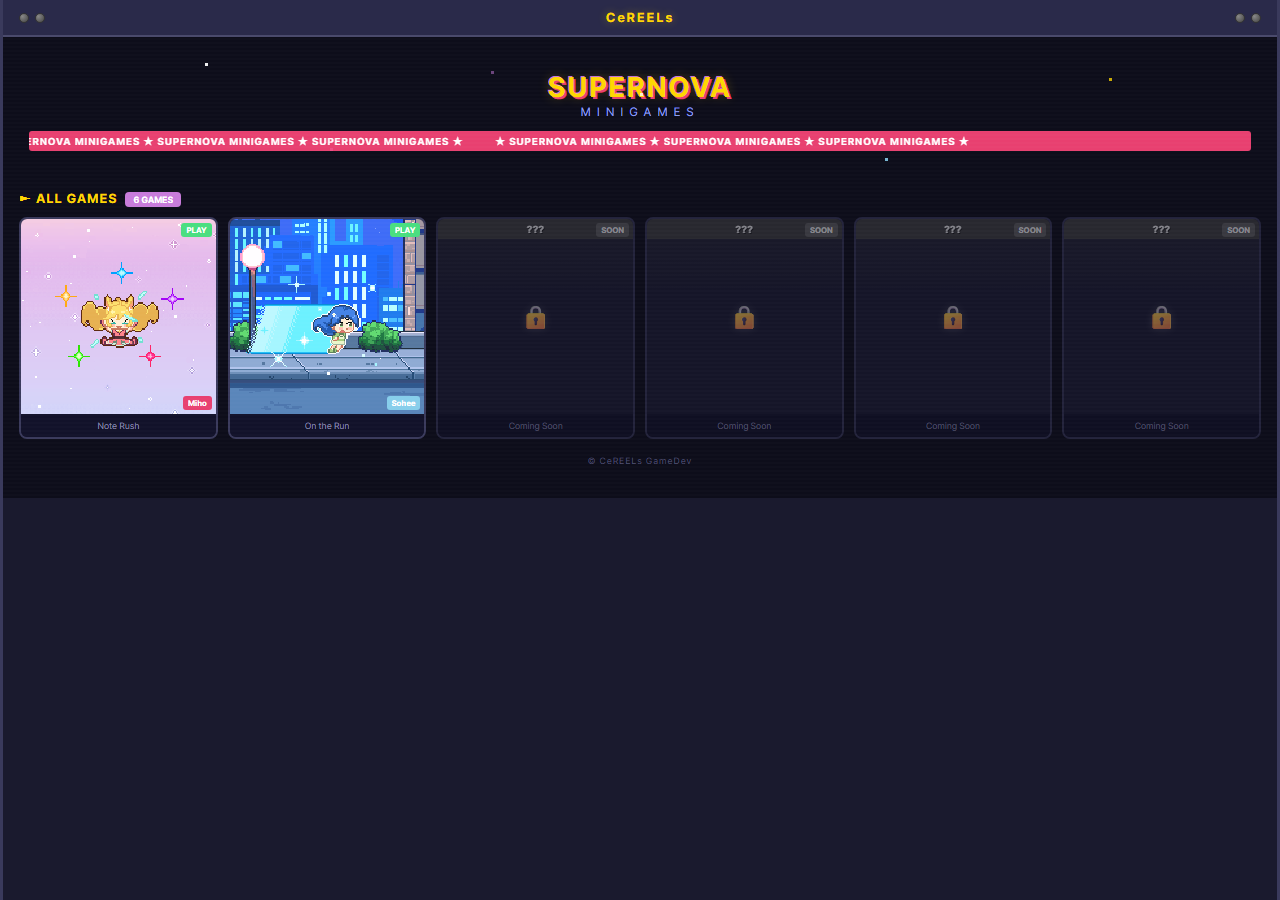 CeREELs
SUPERNOVA
MINIGAMES
ERNOVA MINIGAMES ★ SUPERNOVA MINIGAMES ★ SUPERNOVA MINIGAMES ★ ★ SUPERNOVA MINIGAMES ★ SUPERNOVA MINIGAMES ★ SUPERNOVA MINIGAMES ★
► ALL GAMES 6 GAMES
PLAY
Miho
Note Rush
PLAY
Sohee
On the Run
??? SOON
Coming Soon
??? SOON
Coming Soon
??? SOON
Coming Soon
??? SOON
Coming Soon
© CeREELs GameDev